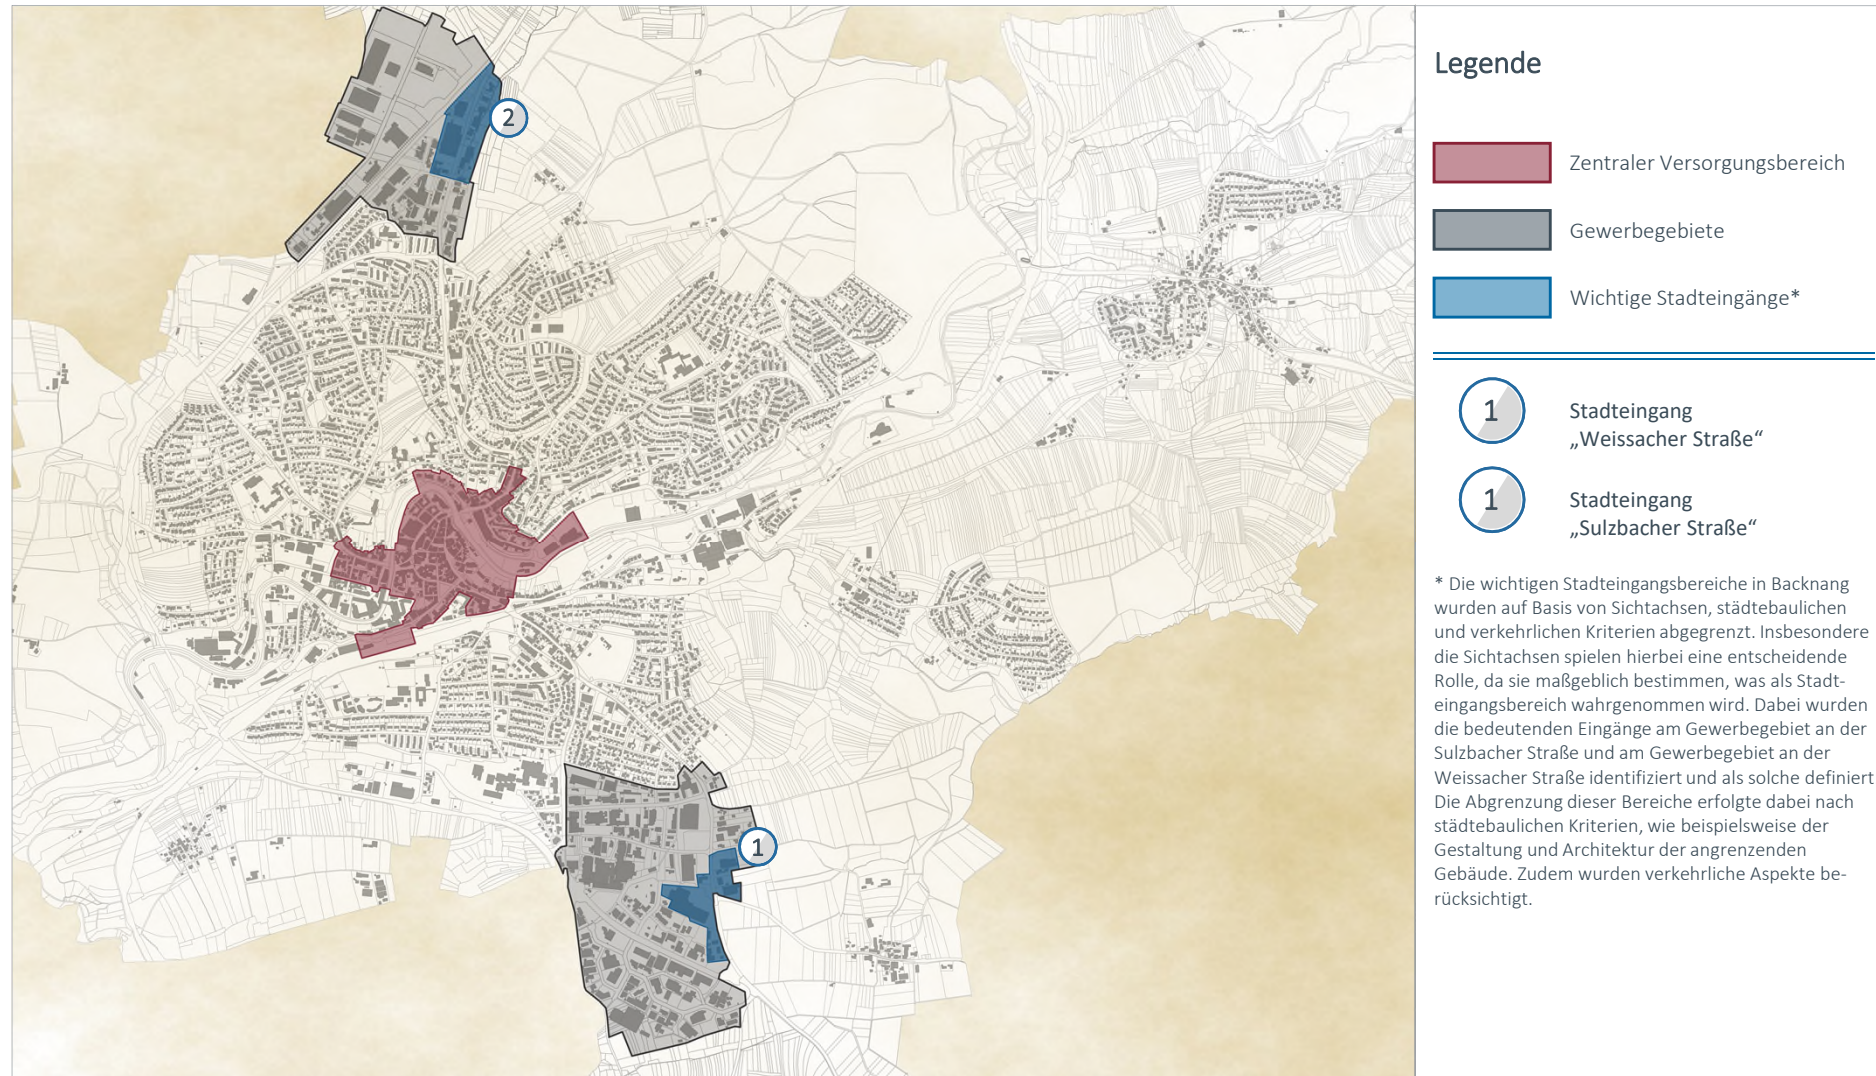 2
1
Legende
Zentraler Versorgungsbereich
Gewerbegebiete
Wichtige Stadteingänge*
1
Stadteingang
„Weissacher Straße“
1
Stadteingang
„Sulzbacher Straße“
* Die wichtigen Stadteingangsbereiche in Backnang
wurden auf Basis von Sichtachsen, städtebaulichen
und verkehrlichen Kriterien abgegrenzt. Insbesondere
die Sichtachsen spielen hierbei eine entscheidende
Rolle, da sie maßgeblich bestimmen, was als Stadt-
eingangsbereich wahrgenommen wird. Dabei wurden
die bedeutenden Eingänge am Gewerbegebiet an der
Sulzbacher Straße und am Gewerbegebiet an der
Weissacher Straße identifiziert und als solche definiert
Die Abgrenzung dieser Bereiche erfolgte dabei nach
städtebaulichen Kriterien, wie beispielsweise der
Gestaltung und Architektur der angrenzenden
Gebäude. Zudem wurden verkehrliche Aspekte be-
rücksichtigt.